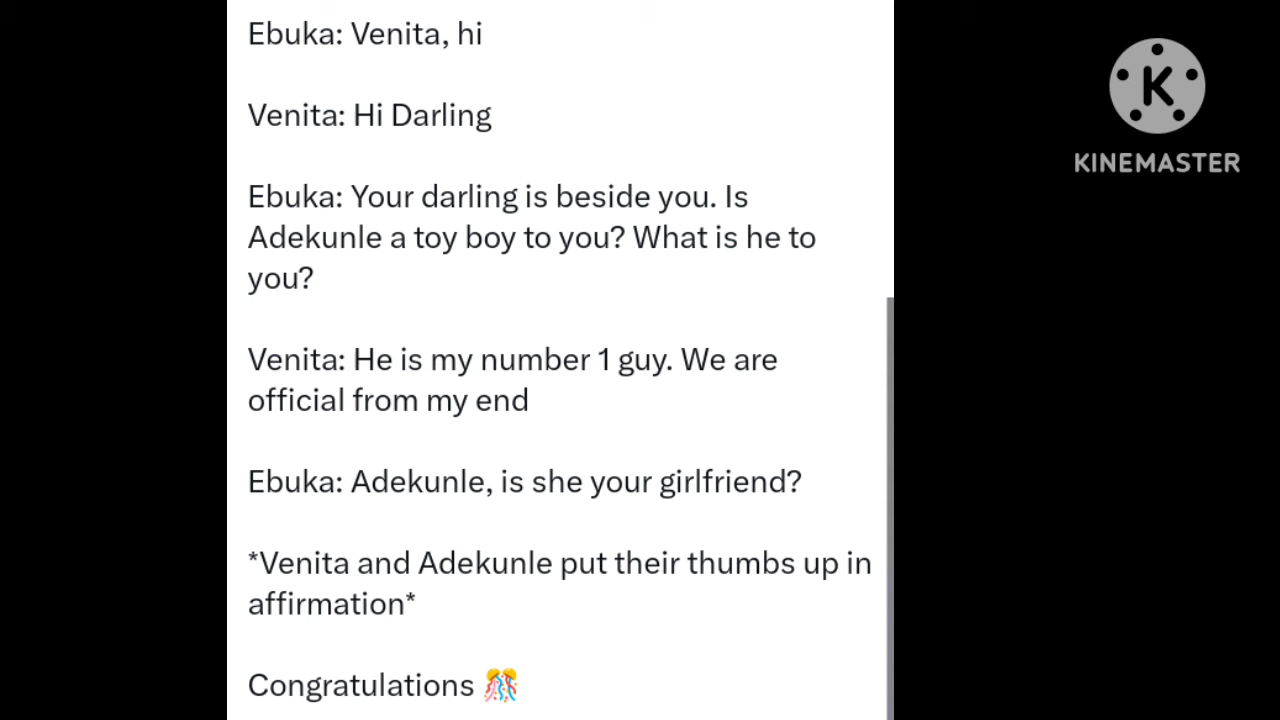 Ebuka: Venita, hi
Venita: Hi Darling
Ebuka: Your darling is beside you. Is
Adekunle a toy boy to you? What is he to
you?
Venita: He is my number 1 guy. We are
official from my end
Ebuka: Adekunle, is she your girlfriend?
*Venita and Adekunle put their thumbs up in
affirmation*
Congratulations 🎊
K
KINEMASTER